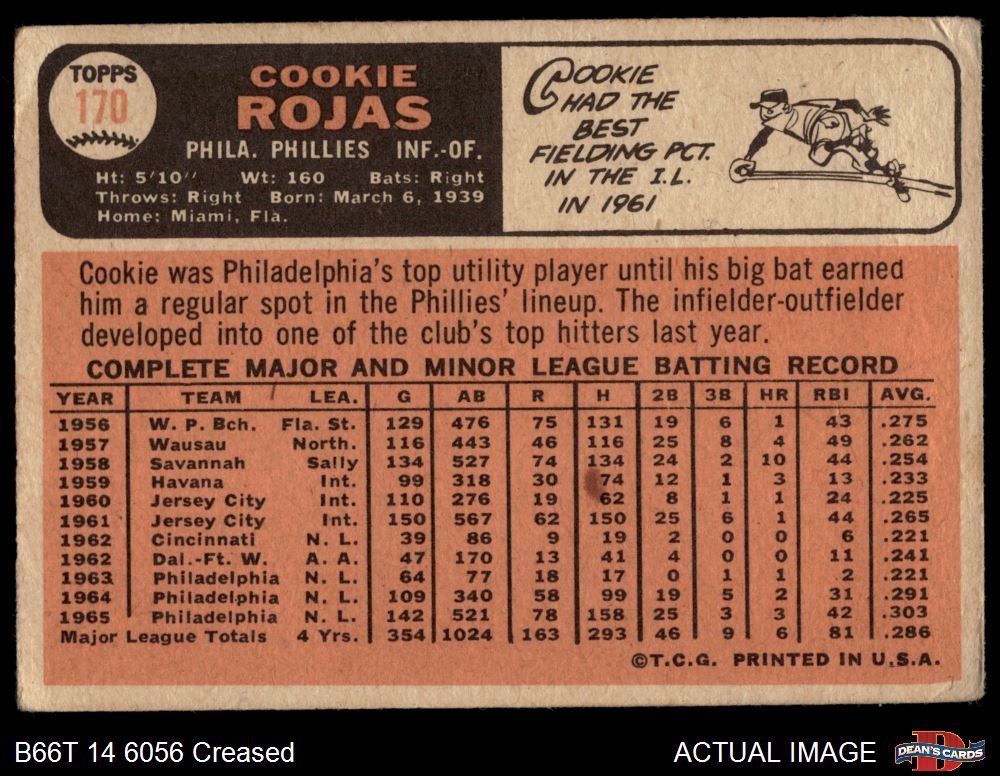 TOPPS
170
COOKIE
ROJAS
PHILA. PHILLIES INF.-OF.
Ht: 5'10" Wt: 160 Bats: Right
Throws: Right Born: March 6, 1939
Home: Miami, Fla.
COOKIE
HAD THE
BEST
FIELDING PCT.
IN THE I.L.
IN 1961
Cookie was Philadelphia's top utility player until his big bat earned
him a regular spot in the Phillies' lineup. The infielder-outfielder
developed into one of the club's top hitters last year.
COMPLETE MAJOR AND MINOR LEAGUE BATTING RECORD
YEAR TEAM LEA. G AB R H 2B 3B HR RBI AVG.
1956 W. P. Bch. Fla. St. 129 476 75 131 19 6 1 43 .275
1957 Wausau North. 116 443 46 116 25 8 4 49 .262
1958 Savannah Sally 134 527 74 134 24 2 10 44 .254
1959 Havana Int. 99 318 30 74 12 1 3 13 .233
1960 Jersey City Int. 110 276 19 62 8 1 1 24 .225
1961 Jersey City Int. 150 567 62 150 25 6 1 44 .265
1962 Cincinnati N. L. 39 86 9 19 2 0 0 6 .221
1962 Dal.-Ft. W. A. A. 47 170 13 41 4 0 0 11 .241
1963 Philadelphia N. L. 64 77 18 17 0 1 1 2 .221
1964 Philadelphia N. L. 109 340 58 99 19 5 2 31 .291
1965 Philadelphia N. L. 142 521 78 158 25 3 3 42 .303
Major League Totals 4 Yrs. 354 1024 163 293 46 9 6 81 .286
©T.C.G. PRINTED IN U.S.A.
B66T 14 6056 Creased
ACTUAL IMAGE
DEAN'S CARDS